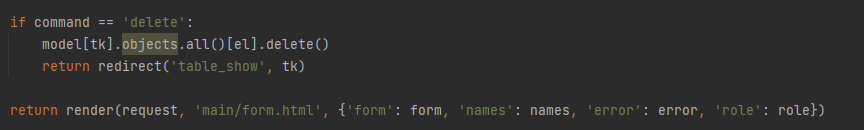 if command == 'delete':
    model[tk].objects.all()[el].delete()
    return redirect('table_show', tk)
return render(request, 'main/form.html', {'form': form, 'names': names, 'error': error, 'role': role})